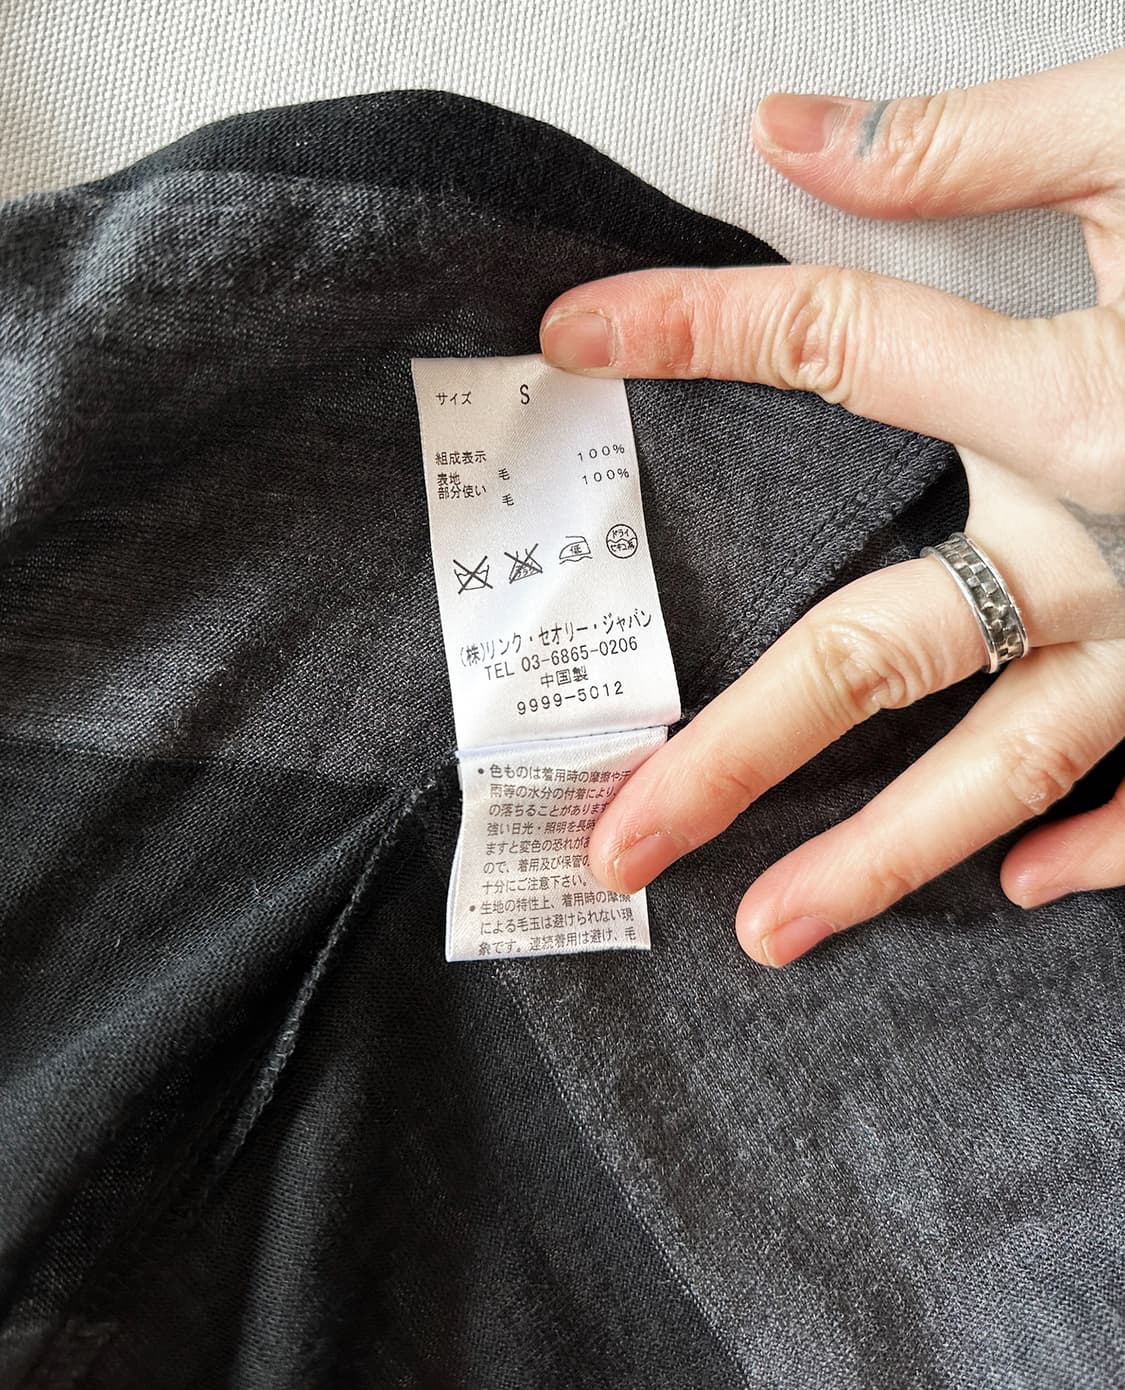 サイズ S
組成表示 100%
表地 毛 100%
部分使い 毛
低
ドライ
セキユ系
(株)リンク・セオリー・ジャパン
TEL 03-6865-0206
中国製
9999-5012
・色ものは着用時の摩擦や汗
雨等の水分の付着により、
の落ちることがあります
強い日光・照明を長時
ますと変色の恐れがあ
ので、着用及び保管の
十分にご注意下さい。
・生地の特性上、着用時の摩擦
による毛玉は避けられない現
象です。連続着用は避け、毛